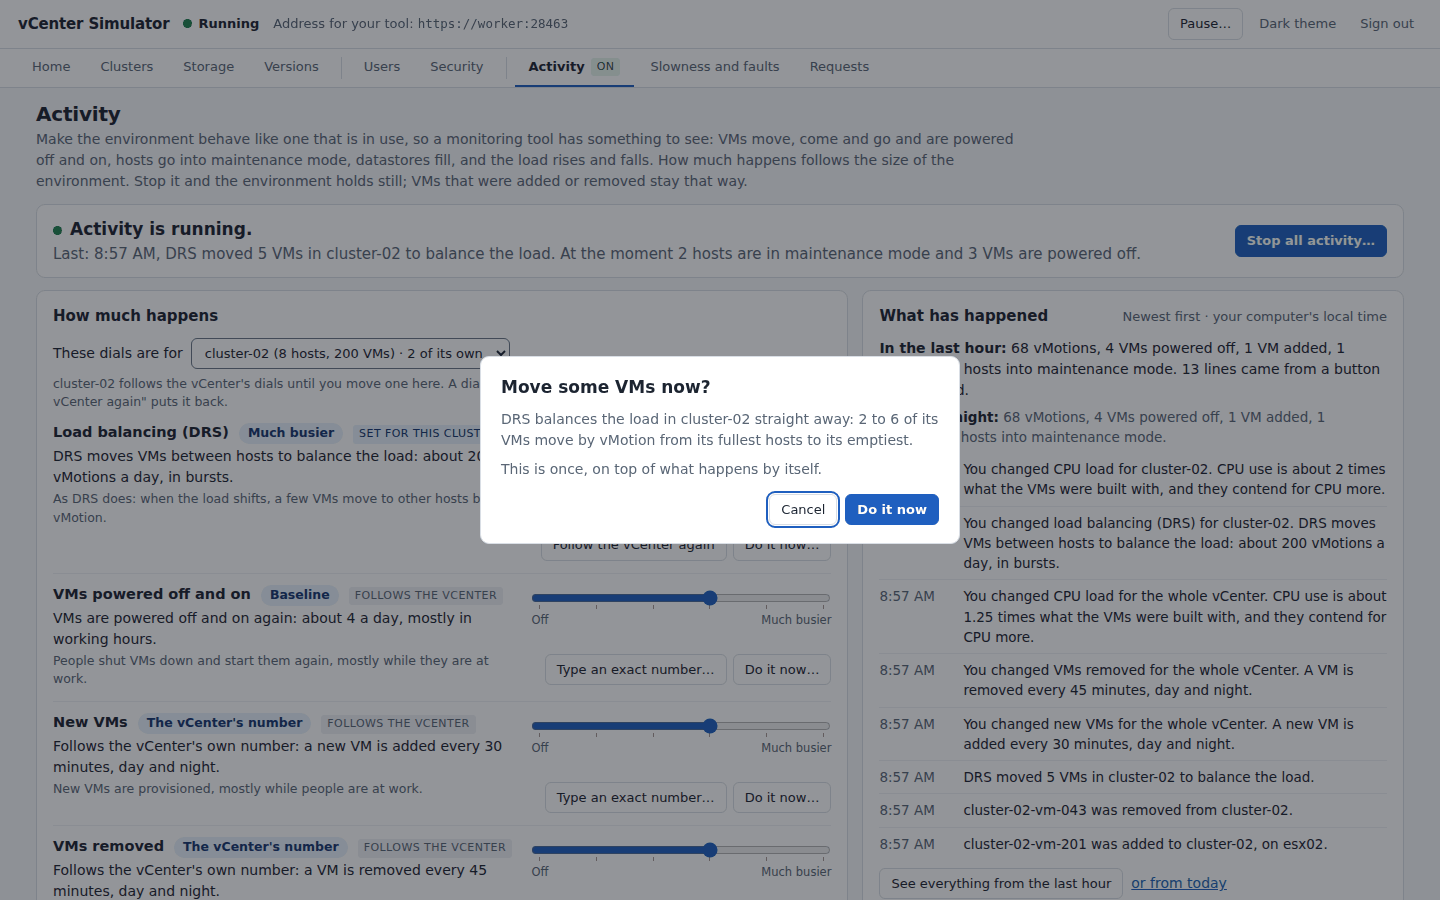 vCenter Simulator Running Address for your tool: https://worker:28463 Pause… Dark theme Sign out
Home Clusters Storage Versions Users Security Activity ON Slowness and faults Requests
Activity
Make the environment behave like one that is in use, so a monitoring tool has something to see: VMs move, come and go and are powered
off and on, hosts go into maintenance mode, datastores fill, and the load rises and falls. How much happens follows the size of the
environment. Stop it and the environment holds still; VMs that were added or removed stay that way.
Activity is running.
Last: 8:57 AM, DRS moved 5 VMs in cluster-02 to balance the load. At the moment 2 hosts are in maintenance mode and 3 VMs are powered off.
Stop all activity…
How much happens
These dials are for cluster-02 (8 hosts, 200 VMs) · 2 of its own
cluster-02 follows the vCenter's dials until you move one here. A
vCenter again" puts it back.
Load balancing (DRS) Much busier SET FOR THIS
DRS moves VMs between hosts to balance the load: about
vMotions a day, in bursts.
As DRS does: when the load shifts, a few VMs move to other hosts
vMotion.
Follow the vCenter again Do it now…
VMs powered off and on Baseline FOLLOWS THE VCENTER
VMs are powered off and on again: about 4 a day, mostly in
working hours.
People shut VMs down and start them again, mostly while they are at
work.
Off Much busier
Type an exact number… Do it now…
New VMs The vCenter's number FOLLOWS THE VCENTER
Follows the vCenter's own number: a new VM is added every 30
minutes, day and night.
New VMs are provisioned, mostly while people are at work.
Off Much busier
Type an exact number… Do it now…
VMs removed The vCenter's number FOLLOWS THE VCENTER
Follows the vCenter's own number: a VM is removed every 45
minutes, day and night.
Off Much busier
Move some VMs now?
DRS balances the load in cluster-02 straight away: 2 to 6 of its
VMs move by vMotion from its fullest hosts to its emptiest.
This is once, on top of what happens by itself.
Cancel Do it now
What has happened Newest first · your computer's local time
In the last hour: 68 vMotions, 4 VMs powered off, 1 VM added, 1
hosts into maintenance mode. 13 lines came from a button
68 vMotions, 4 VMs powered off, 1 VM added, 1
hosts into maintenance mode.
You changed CPU load for cluster-02. CPU use is about 2 times
what the VMs were built with, and they contend for CPU more.
You changed load balancing (DRS) for cluster-02. DRS moves
VMs between hosts to balance the load: about 200 vMotions a
day, in bursts.
8:57 AM You changed CPU load for the whole vCenter. CPU use is about
1.25 times what the VMs were built with, and they contend for
CPU more.
8:57 AM You changed VMs removed for the whole vCenter. A VM is
removed every 45 minutes, day and night.
8:57 AM You changed new VMs for the whole vCenter. A new VM is
added every 30 minutes, day and night.
8:57 AM DRS moved 5 VMs in cluster-02 to balance the load.
8:57 AM cluster-02-vm-043 was removed from cluster-02.
8:57 AM cluster-02-vm-201 was added to cluster-02, on esx02.
See everything from the last hour or from today